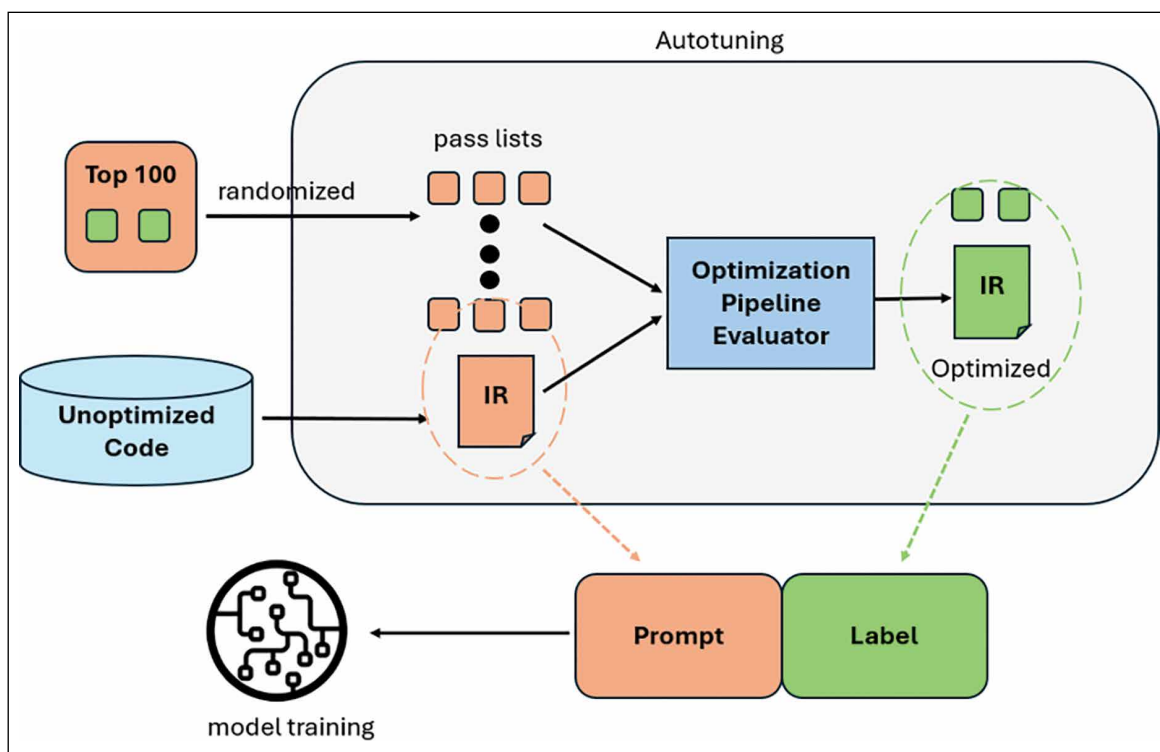 Autotuning
pass lists
Top 100
randomized
Optimization
Pipeline
Evaluator
IR
Optimized
IR
Unoptimized
Code
Prompt
Label
model training